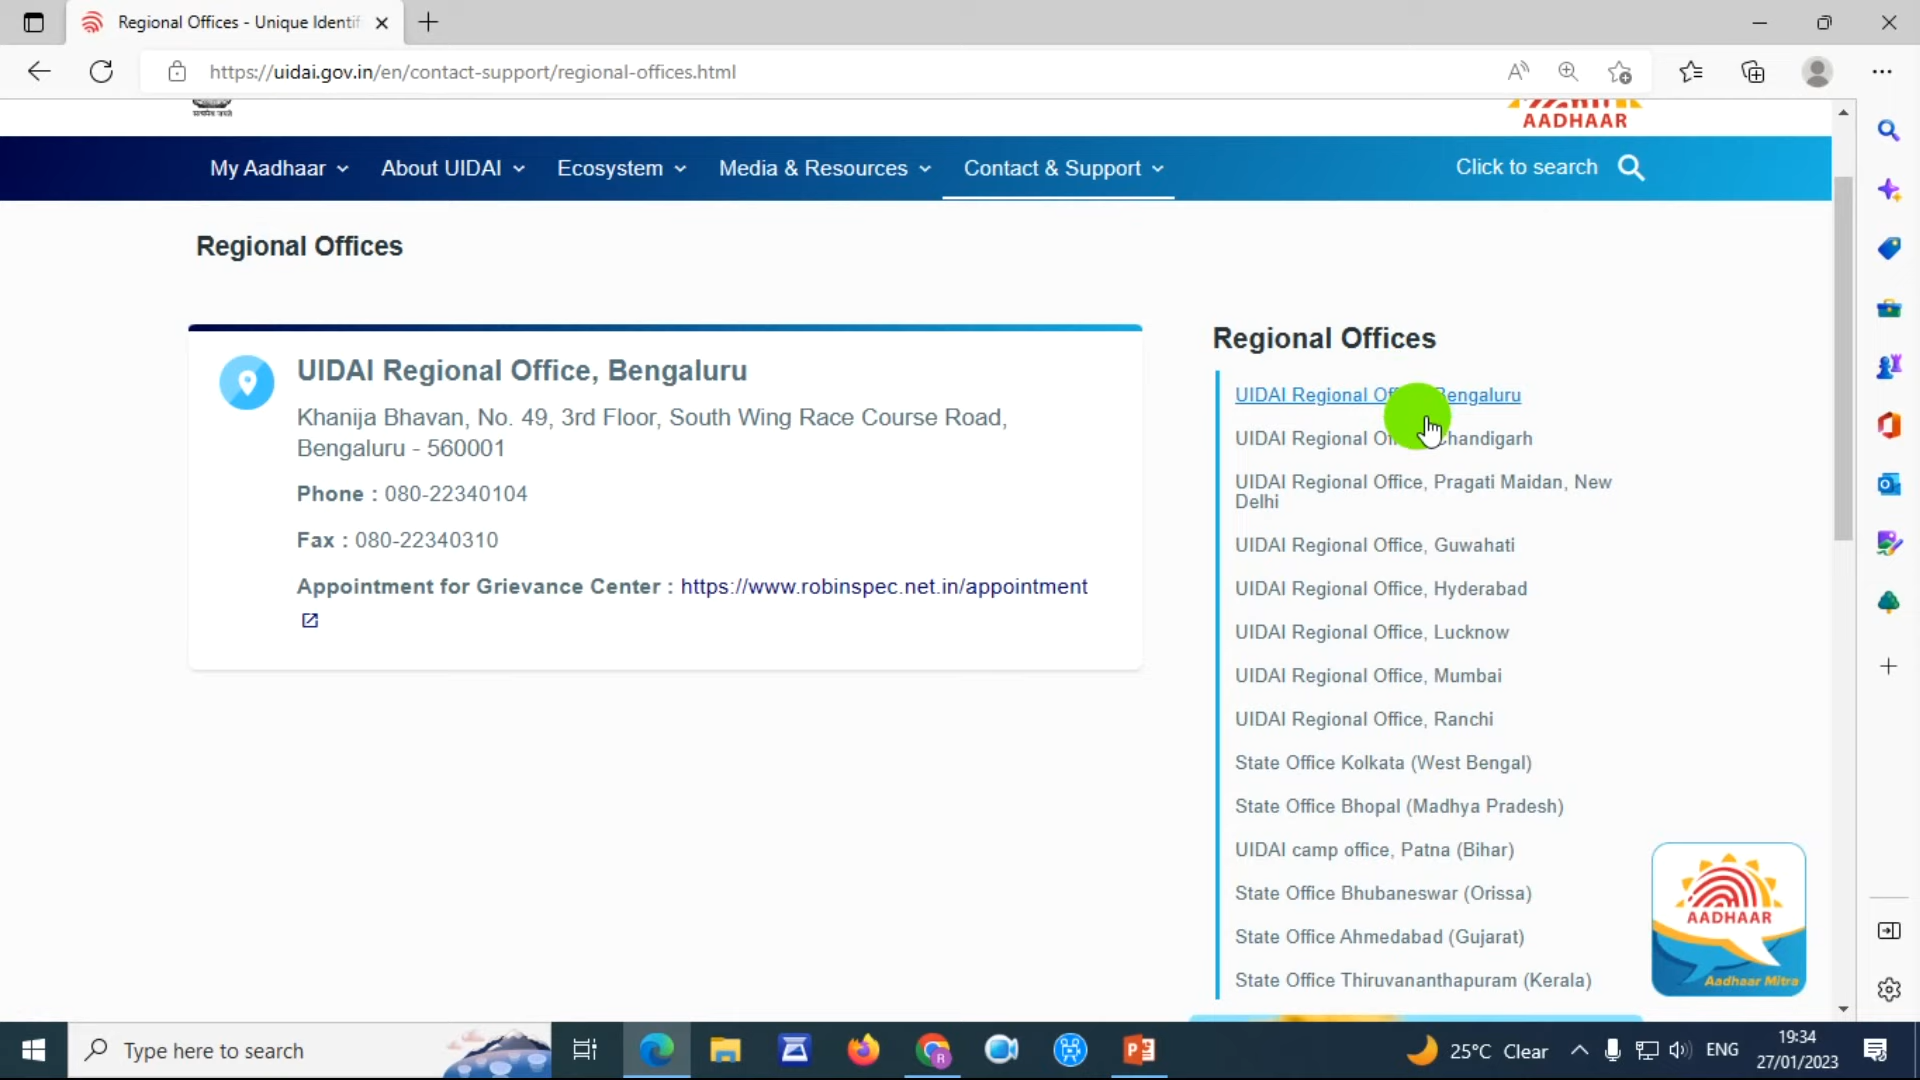 Regional Offices - Unique Identif
https://uidai.gov.in/en/contact-support/regional-offices.html
सत्यमेव जयते
AADHAAR
My Aadhaar
About UIDAI
Ecosystem
Media & Resources
Contact & Support
Click to search
Regional Offices
UIDAI Regional Office, Bengaluru
Khanija Bhavan, No. 49, 3rd Floor, South Wing Race Course Road,
Bengaluru - 560001
Phone : 080-22340104
Fax : 080-22340310
Appointment for Grievance Center : https://www.robinspec.net.in/appointment
Regional Offices
UIDAI Regional Of Bengaluru
UIDAI Regional Of Chandigarh
UIDAI Regional Office, Pragati Maidan, New
Delhi
UIDAI Regional Office, Guwahati
UIDAI Regional Office, Hyderabad
UIDAI Regional Office, Lucknow
UIDAI Regional Office, Mumbai
UIDAI Regional Office, Ranchi
State Office Kolkata (West Bengal)
State Office Bhopal (Madhya Pradesh)
UIDAI camp office, Patna (Bihar)
State Office Bhubaneswar (Orissa)
State Office Ahmedabad (Gujarat)
State Office Thiruvananthapuram (Kerala)
AADHAAR
Aadhaar Mitra
Type here to search
25°C Clear
ENG
19:34
27/01/2023